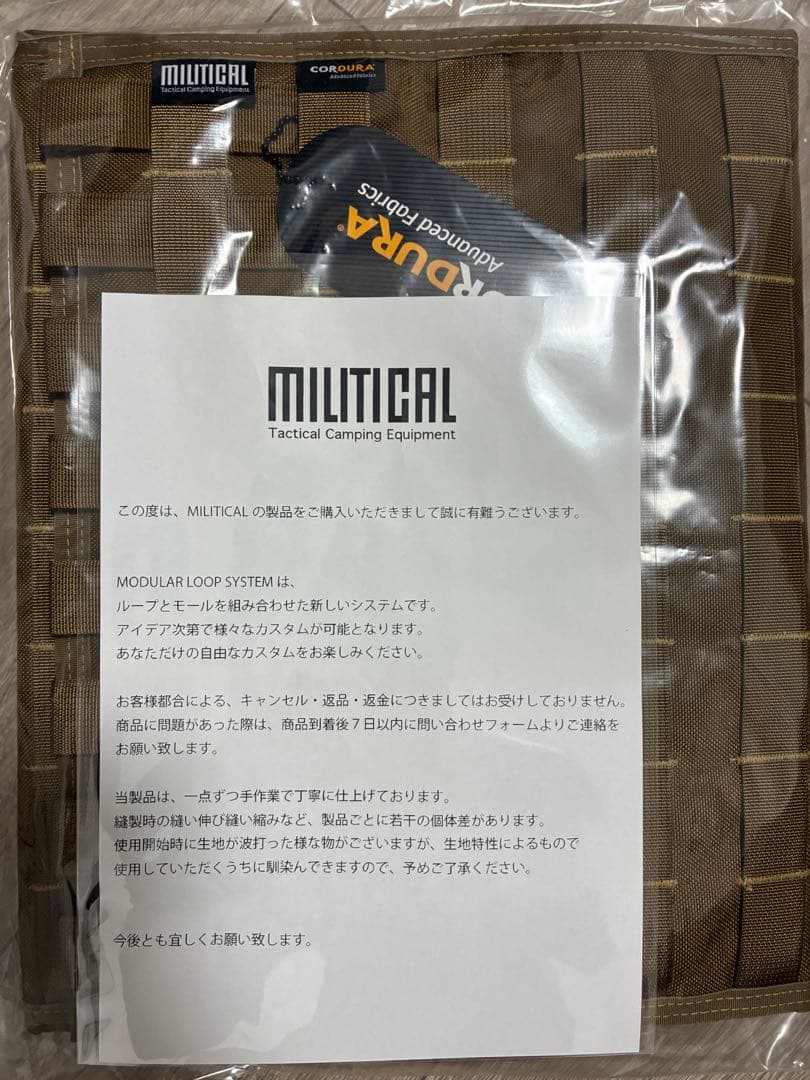 MILITICAL
Tactical Camping Equipment
CORDURA
CORDURA®
Advanced Fabrics
MILITICAL
Tactical Camping Equipment
この度は、MILITICALの製品をご購入いただきまして誠に有難うございます。
MODULAR LOOP SYSTEMは、
ループとモールを組み合わせた新しいシステムです。
アイデア次第で様々なカスタムが可能となります。
あなただけの自由なカスタムをお楽しみください。
お客様都合による、キャンセル・返品・返金につきましてはお受けしておりません。
商品に問題があった際は、商品到着後７日以内に問い合わせフォームよりご連絡を
お願い致します。
当製品は、一点ずつ手作業で丁寧に仕上げております。
縫製時の縫い伸び縫い縮みなど、製品ごとに若干の個体差があります。
使用開始時に生地が波打った様な物がございますが、生地特性によるもので
使用していただくうちに馴染んできますので、予めご了承ください。
今後とも宜しくお願い致します。